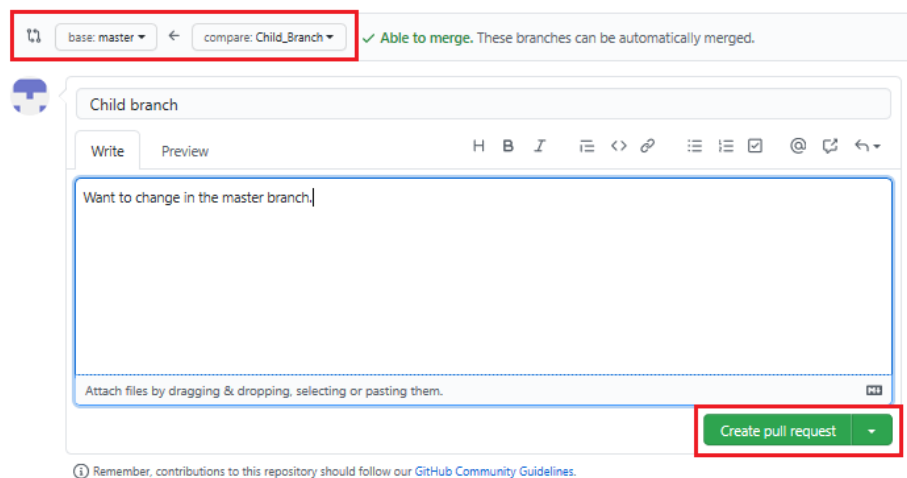 base: master compare: Child_Branch Able to merge. These branches can be automatically merged.
Child branch
Write Preview H B I
Want to change in the master branch.
Attach files by dragging & dropping, selecting or pasting them.
Create pull request
Remember, contributions to this repository should follow our GitHub Community Guidelines.